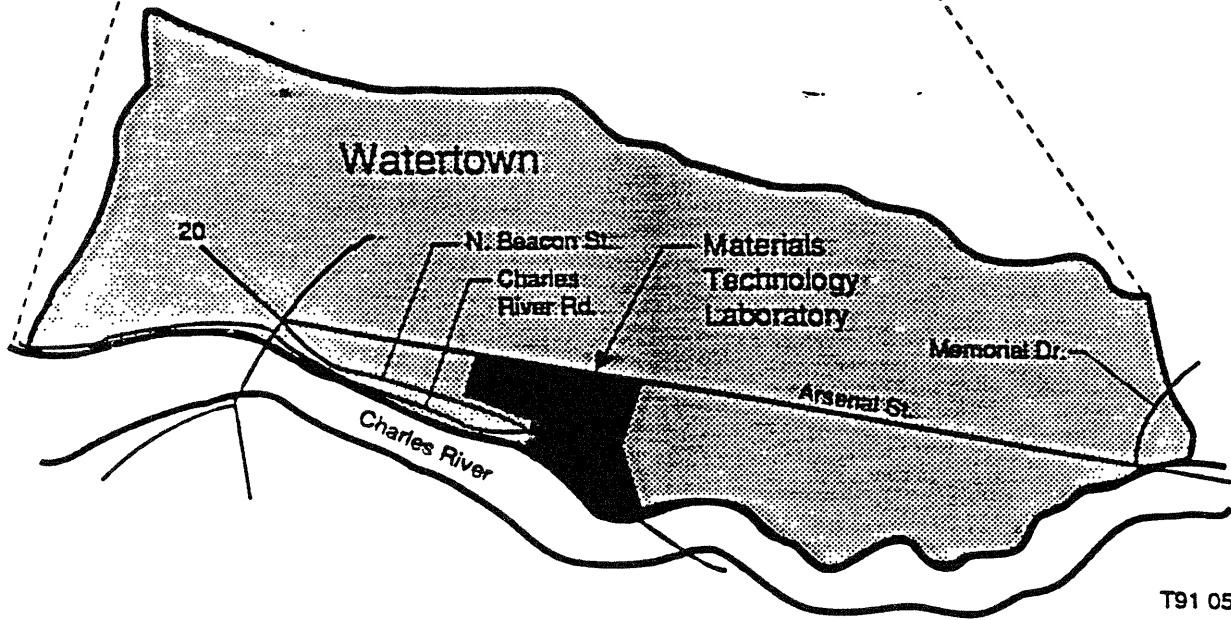 Watertown
20
N. Beacon St.
Charles
River Rd.
Materials
Technology
Laboratory
Memorial Dr.
Arsenal St.
Charles River
T91 05